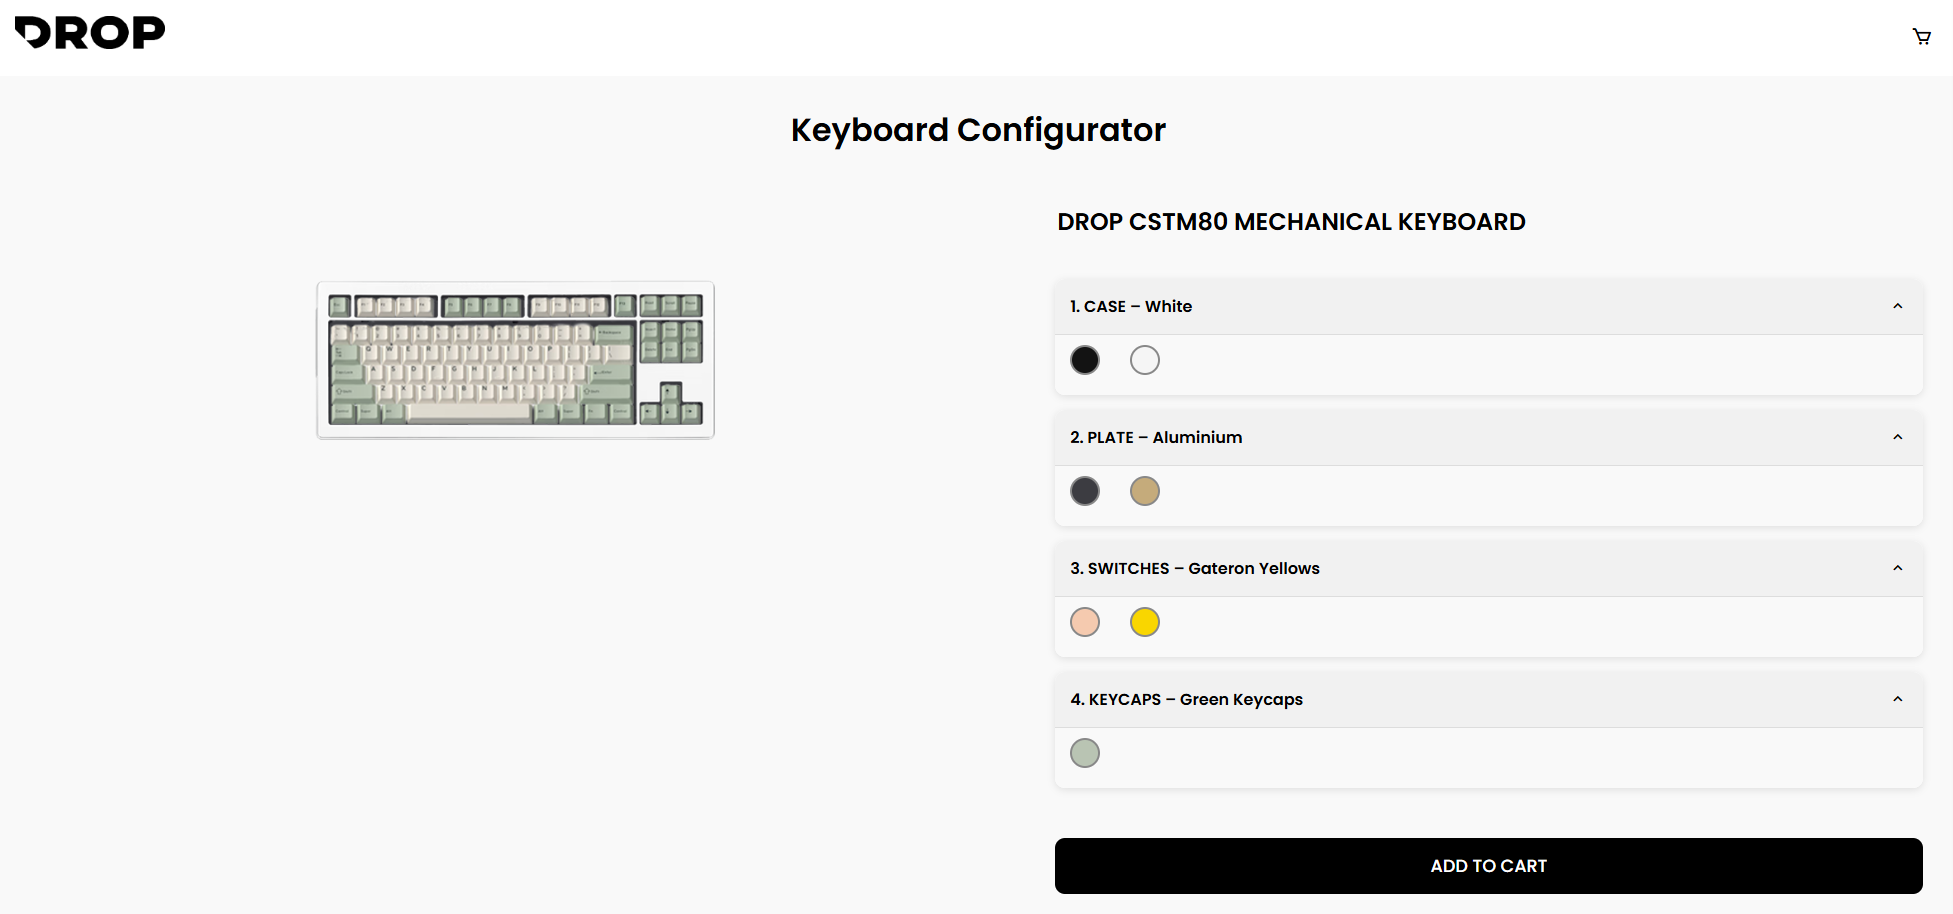 DROP
Keyboard Configurator
DROP CSTM80 MECHANICAL KEYBOARD
1. CASE – White
2. PLATE – Aluminium
3. SWITCHES – Gateron Yellows
4. KEYCAPS – Green Keycaps
ADD TO CART